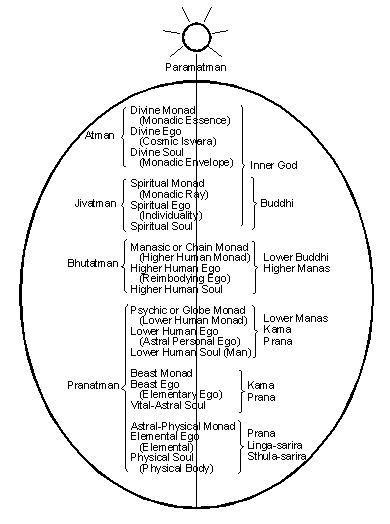 Paramatman
Atman
Divine Monad
(Monadic Essence)
Divine Ego
(Cosmic Iswara)
Divine Soul
(Monadic Envelope)
Inner God
Jivatman
Spiritual Monad
(Monadic Ray)
Spiritual Ego
(Individuality)
Spiritual Soul
Buddhi
Bhutatman
Manasic or Chain Monad
(Higher Human Monad)
Higher Human Ego
(Reimbodying Ego)
Higher Human Soul
Lower Buddhi
Higher Manas
Pranatman
Psychic or Globe Monad
(Lower Human Monad)
Lower Human Ego
(Astral Personal Ego)
Lower Human Soul (Man)
Lower Manas
Kama
Prana
Beast Monad
Beast Ego
(Elementary Ego)
Vital-Astral Soul
Kama
Prana
Astral-Physical Monad
Elemental Ego
(Elemental)
Physical Soul
(Physical Body)
Prana
Linga-sarira
Sthula-sarira